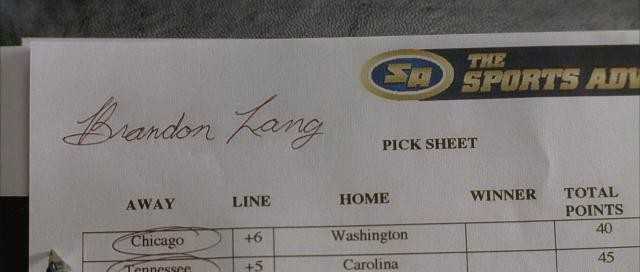 SA THE
SPORTS ADV
Brandon Lang
PICK SHEET
AWAY LINE HOME WINNER TOTAL POINTS
Chicago +6 Washington 40
Tennessee +5 Carolina 45